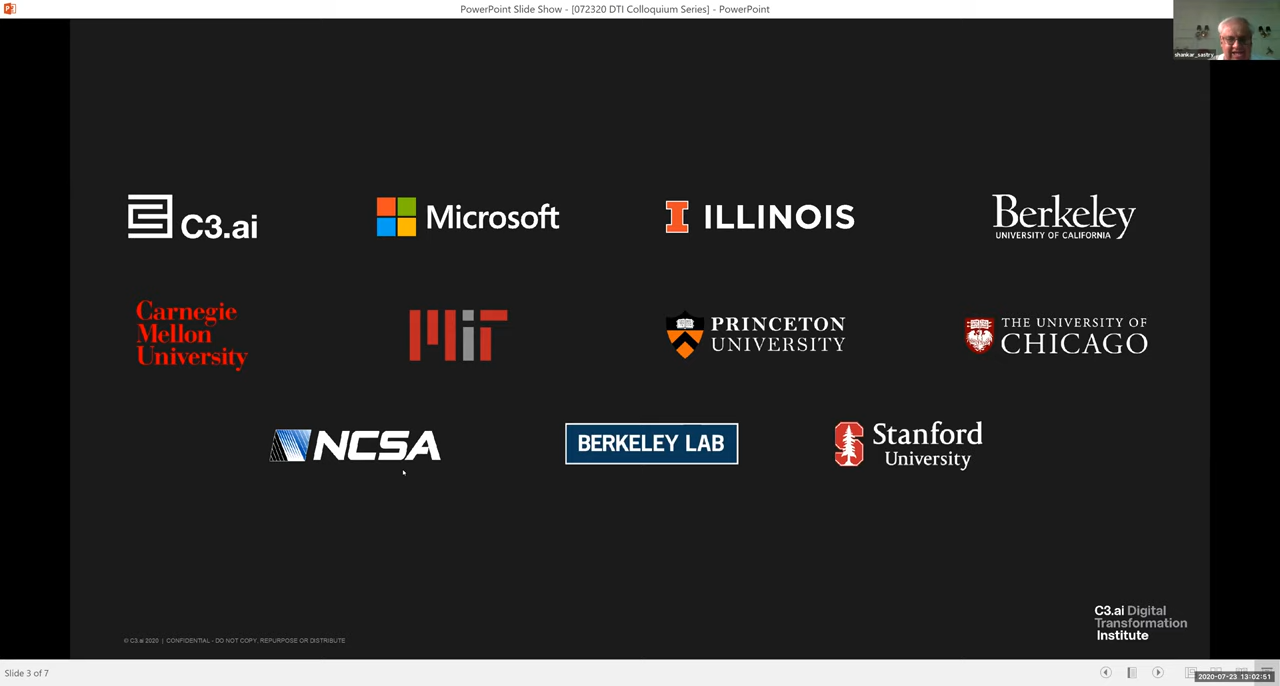 PowerPoint Slide Show - [072320 DTI Colloquium Series] - PowerPoint
shankar_sastry
C3.ai
Microsoft
I ILLINOIS
Berkeley
UNIVERSITY OF CALIFORNIA
Carnegie
Mellon
University
MIT
PRINCETON
UNIVERSITY
THE UNIVERSITY OF
CHICAGO
NCSA
BERKELEY LAB
Stanford
University
C3.ai Digital
Transformation
Institute
© C3.ai 2020 | CONFIDENTIAL - DO NOT COPY, REPURPOSE OR DISTRIBUTE
Slide 3 of 7
2020-07-23 13:02:51